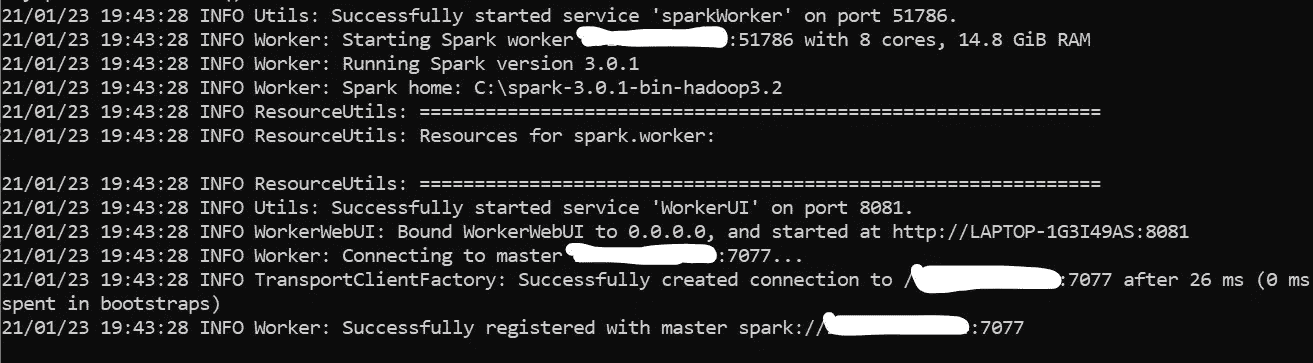 21/01/23 19:43:28 INFO Utils: Successfully started service 'sparkWorker' on port 51786.
21/01/23 19:43:28 INFO Worker: Starting Spark worker :51786 with 8 cores, 14.8 GiB RAM
21/01/23 19:43:28 INFO Worker: Running Spark version 3.0.1
21/01/23 19:43:28 INFO Worker: Spark home: C:\spark-3.0.1-bin-hadoop3.2
21/01/23 19:43:28 INFO ResourceUtils: ==============================================================
21/01/23 19:43:28 INFO ResourceUtils: Resources for spark.worker:
21/01/23 19:43:28 INFO ResourceUtils: ==============================================================
21/01/23 19:43:28 INFO Utils: Successfully started service 'WorkerUI' on port 8081.
21/01/23 19:43:28 INFO WorkerWebUI: Bound WorkerWebUI to 0.0.0.0, and started at http://LAPTOP-1G3I49AS:8081
21/01/23 19:43:28 INFO Worker: Connecting to master :7077...
21/01/23 19:43:28 INFO TransportClientFactory: Successfully created connection to /:7077 after 26 ms (0 ms
spent in bootstraps)
21/01/23 19:43:28 INFO Worker: Successfully registered with master spark://:7077